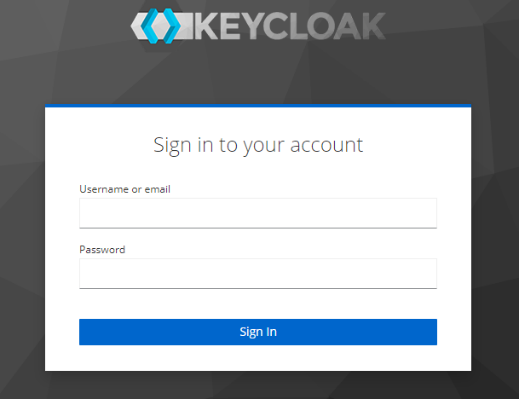 KEYCLOAK
Sign in to your account
Username or email
Password
Sign In